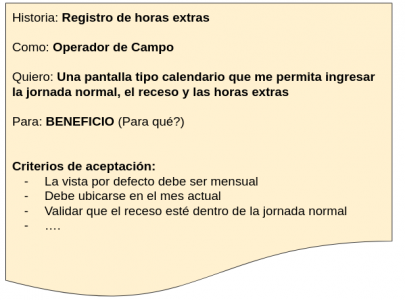 Historia: Registro de horas extras
Como: Operador de Campo
Quiero: Una pantalla tipo calendario que me permita ingresar
la jornada normal, el receso y las horas extras
Para: BENEFICIO (Para qué?)
Criterios de aceptación:
- La vista por defecto debe ser mensual
- Debe ubicarse en el mes actual
- Validar que el receso esté dentro de la jornada normal
- ....